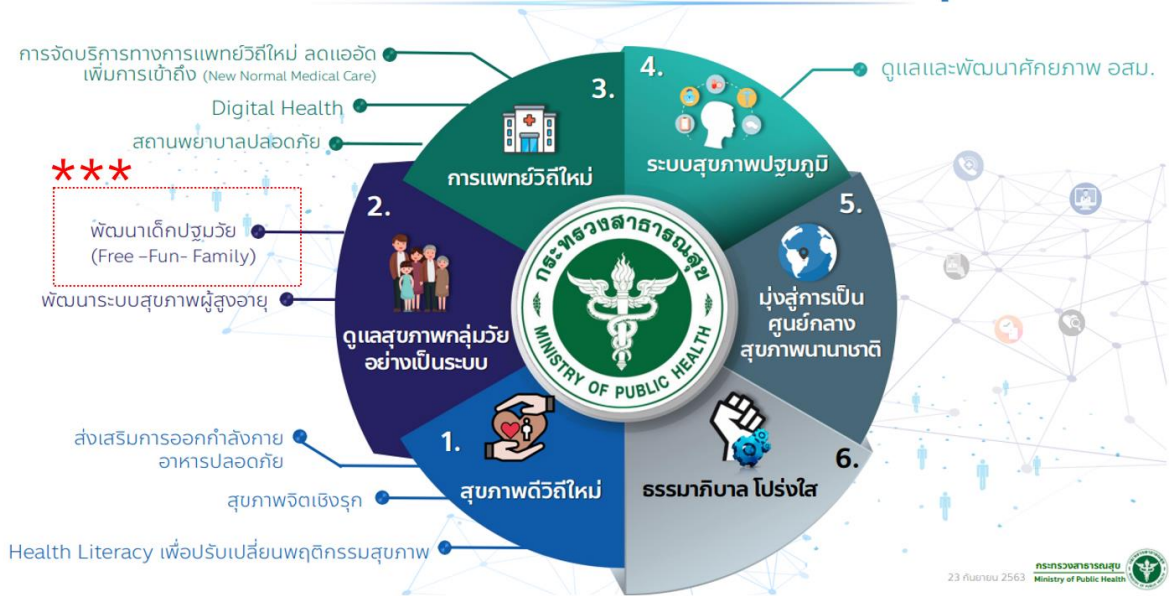 การจัดบริการทางการแพทย์วิถีใหม่ ลดแออัด
เพิ่มการเข้าถึง (New Normal Medical Care)
Digital Health
สถานพยาบาลปลอดภัย
***
พัฒนาเด็กปฐมวัย
(Free –Fun- Family)
พัฒนาระบบสุขภาพผู้สูงอายุ
ส่งเสริมการออกกำลังกาย
อาหารปลอดภัย
สุขภาพจิตเชิงรุก
Health Literacy เพื่อปรับเปลี่ยนพฤติกรรมสุขภาพ
3.
การแพทย์วิถีใหม่
4.
ระบบสุขภาพปฐมภูมิ
ดูแลและพัฒนาศักยภาพ อสม.
2.
ดูแลสุขภาพกลุ่มวัย
อย่างเป็นระบบ
กระทรวงสาธารณสุข
MINISTRY OF PUBLIC HEALTH
5.
มุ่งสู่การเป็น
ศูนย์กลาง
สุขภาพนานาชาติ
1.
สุขภาพดีวิถีใหม่
6.
ธรรมาภิบาล โปร่งใส
23 กันยายน 2563
กระทรวงสาธารณสุข
Ministry of Public Health